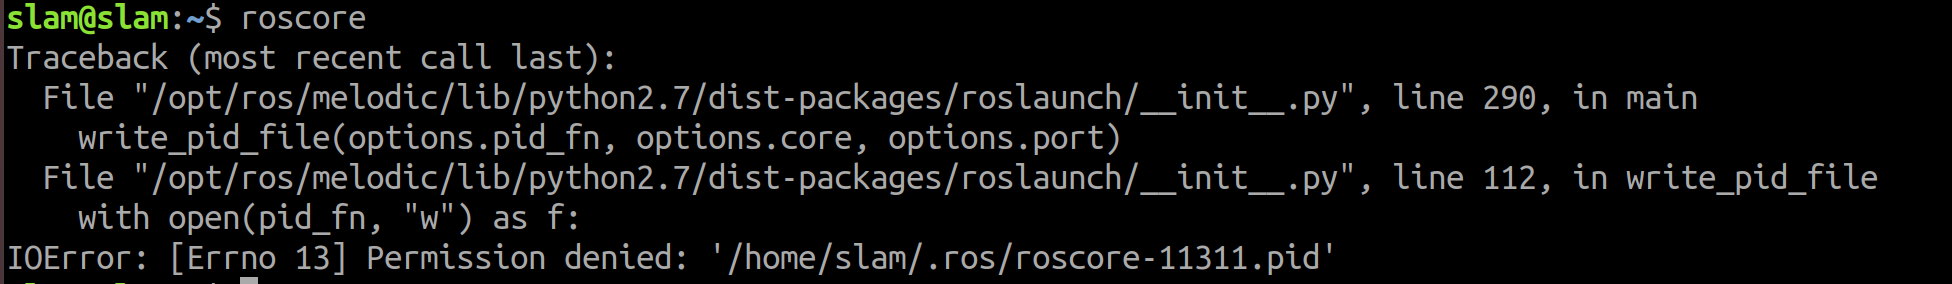 slam@slam:~$ roscore
Traceback (most recent call last):
  File "/opt/ros/melodic/lib/python2.7/dist-packages/roslaunch/__init__.py", line 290, in main
    write_pid_file(options.pid_fn, options.core, options.port)
  File "/opt/ros/melodic/lib/python2.7/dist-packages/roslaunch/__init__.py", line 112, in write_pid_file
    with open(pid_fn, "w") as f:
IOError: [Errno 13] Permission denied: '/home/slam/.ros/roscore-11311.pid'